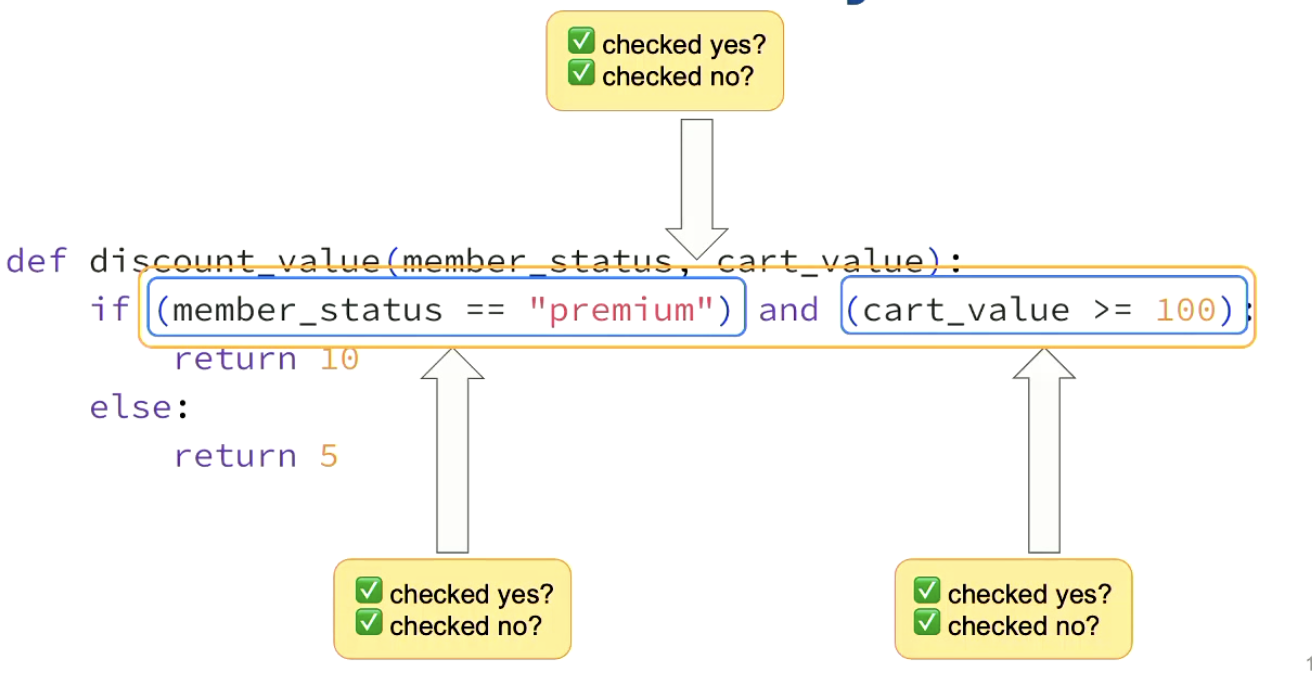 ✅ checked yes?
✅ checked no?
def discount_value(member_status, cart_value):
if (member_status == "premium") and (cart_value >= 100):
return 10
else:
return 5
✅ checked yes?
✅ checked no?
✅ checked yes?
✅ checked no?
1